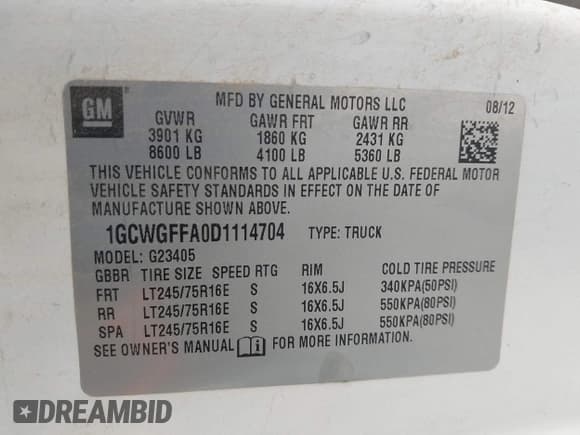 GM
MFD BY GENERAL MOTORS LLC 08/12
GVWR GAWR FRT GAWR RR
3901 KG 1860 KG 2431 KG
8600 LB 4100 LB 5360 LB
THIS VEHICLE CONFORMS TO ALL APPLICABLE U.S. FEDERAL MOTOR
VEHICLE SAFETY STANDARDS IN EFFECT ON THE DATE OF
MANUFACTURE SHOWN ABOVE.
1GCWGFFA0D1114704 TYPE: TRUCK
MODEL: G23405
GBBR TIRE SIZE SPEED RTG RIM COLD TIRE PRESSURE
FRT LT245/75R16E S 16X6.5J 340KPA(50PSI)
RR LT245/75R16E S 16X6.5J 550KPA(80PSI)
SPA LT245/75R16E S 16X6.5J 550KPA(80PSI)
SEE OWNER'S MANUAL i FOR MORE INFORMATION.
DREAMBID